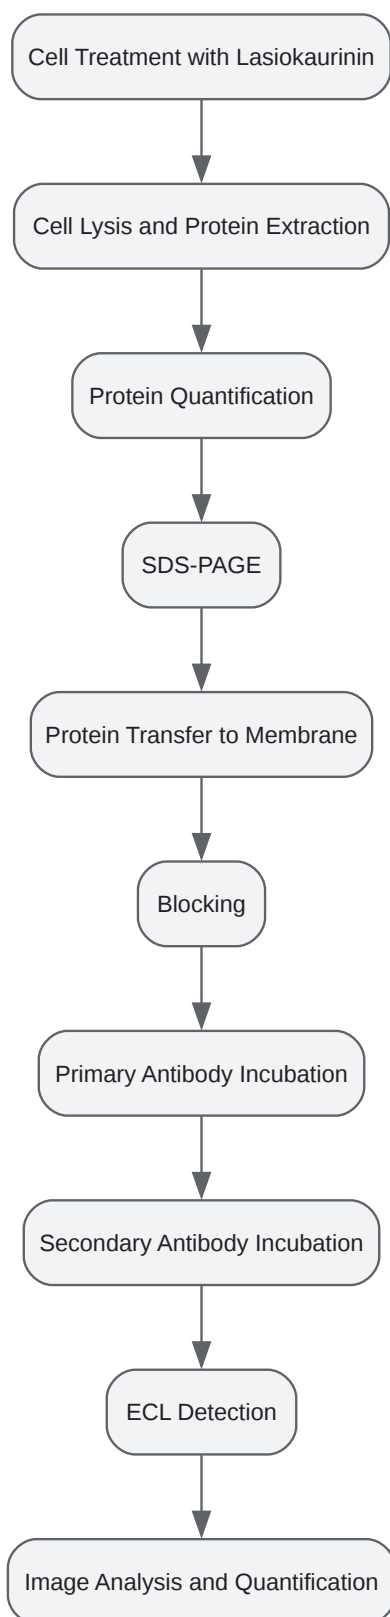 Cell Treatment with Lasiokaurinin
Cell Lysis and Protein Extraction
Protein Quantification
SDS-PAGE
Protein Transfer to Membrane
Blocking
Primary Antibody Incubation
Secondary Antibody Incubation
ECL Detection
Image Analysis and Quantification